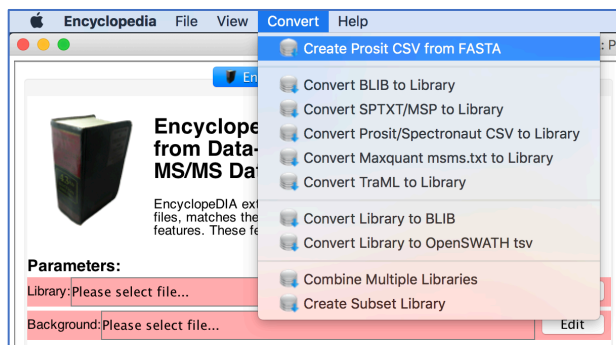 Encyclopedia File View Convert Help
Create Prosit CSV from FASTA
: P
En
Convert BLIB to Library
Convert SPTXT/MSP to Library
Convert Prosit/Spectronaut CSV to Library
Convert Maxquant msms.txt to Library
Convert TraML to Library
Convert Library to BLIB
Convert Library to OpenSWATH tsv
Combine Multiple Libraries
Create Subset Library
Encyclope
from Data-
MS/MS Da
EncyclopeDIA ext
files, matches the
features. These fe
Parameters:
Library: Please select file...
Background: Please select file...
Edit